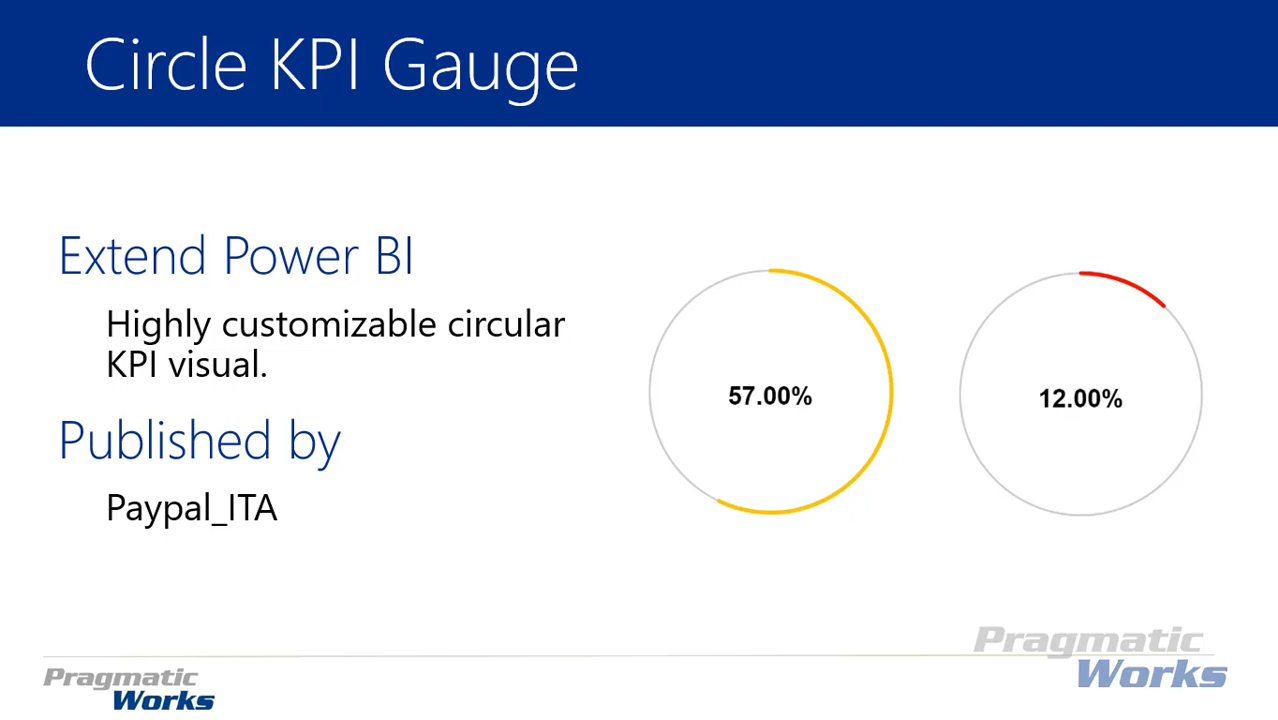 Circle KPI Gauge
Extend Power BI
Highly customizable circular
KPI visual.
Published by
Paypal_ITA
57.00%
12.00%
Pragmatic
Works
Pragmatic
Works